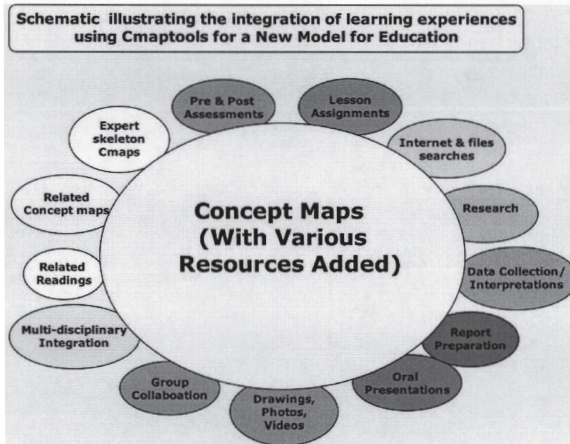 Schematic illustrating the integration of learning experiences
using Cmaptools for a New Model for Education
Pre & Post
Assessments
Lesson
Assignments
Expert
skeleton
Cmaps
Internet & files
searches
Related
Concept maps
Concept Maps
(With Various
Resources Added)
Research
Related
Readings
Data Collection/
Interpretations
Multi-disciplinary
Integration
Report
Preparation
Group
Collaboation
Oral
Presentations
Drawings,
Photos,
Videos